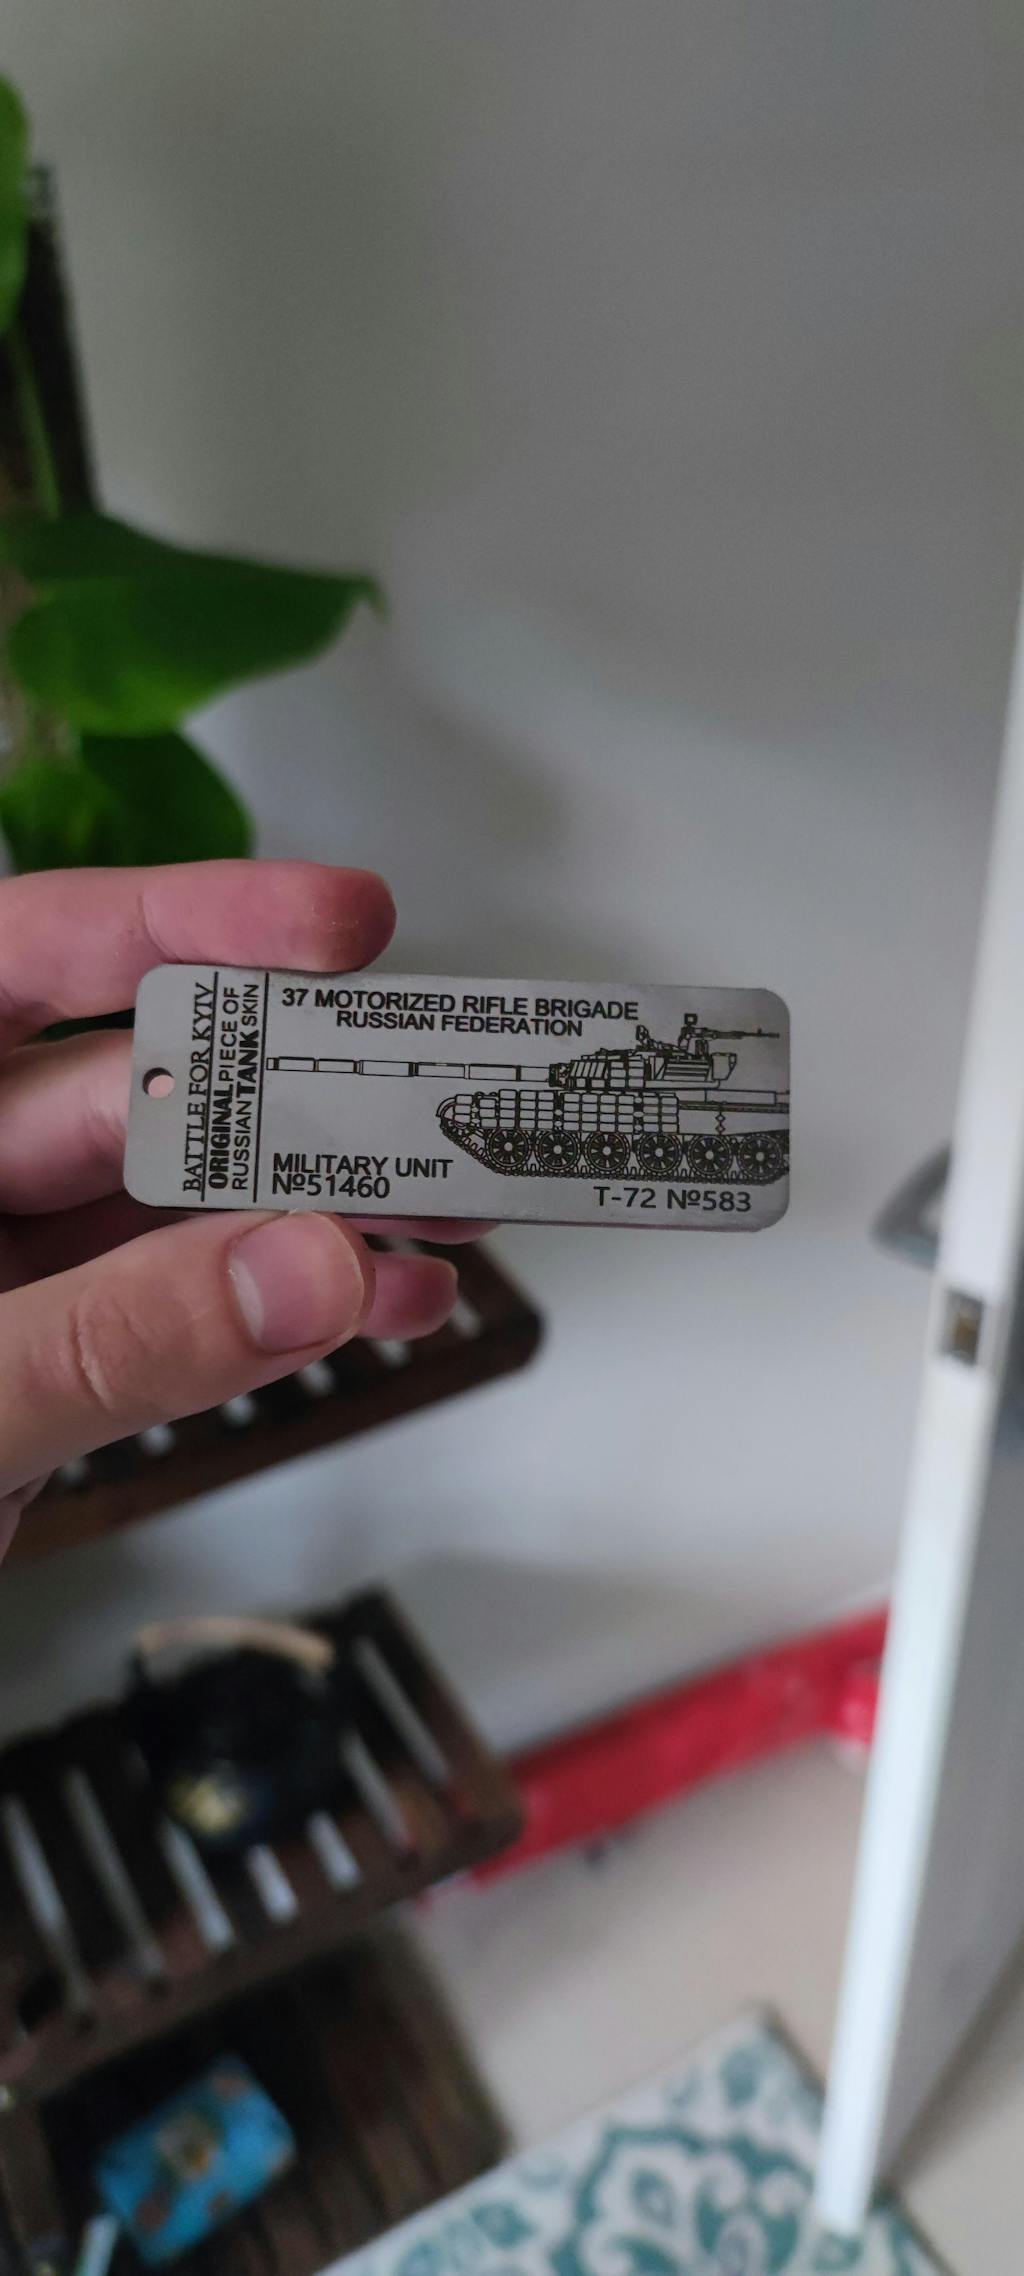 BATTLE FOR KYIV
ORIGINAL PIECE OF
RUSSIAN TANK SKIN
37 MOTORIZED RIFLE BRIGADE
RUSSIAN FEDERATION
MILITARY UNIT
№51460
T-72 №583